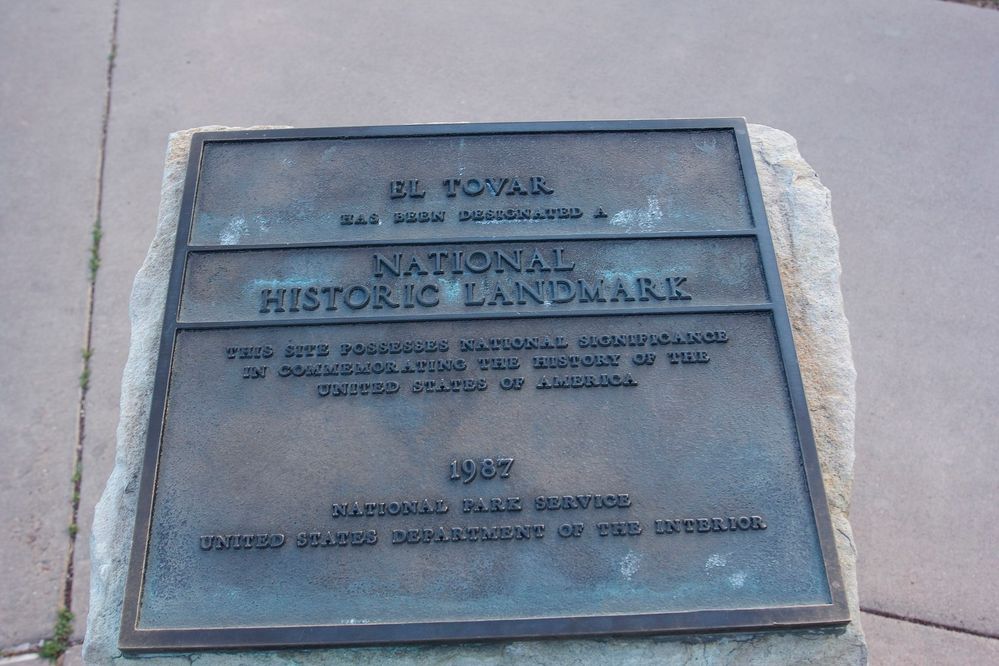 EL TOVAR
HAS BEEN DESIGNATED A
NATIONAL
HISTORIC LANDMARK
THIS SITE POSSESSES NATIONAL SIGNIFICANCE
IN COMMEMORATING THE HISTORY OF THE
UNITED STATES OF AMERICA
1987
NATIONAL PARK SERVICE
UNITED STATES DEPARTMENT OF THE INTERIOR